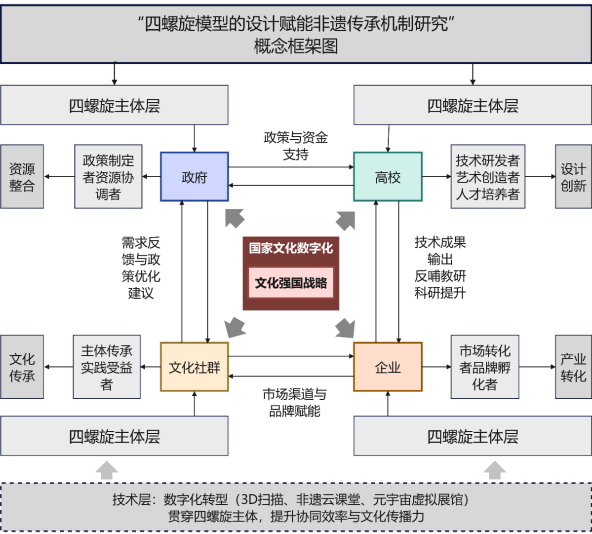 “四螺旋模型的设计赋能非遗传承机制研究”
概念框架图
四螺旋主体层
四螺旋主体层
资源
整合
政策制定
者资源协
调者
政府
政策与资金
支持
高校
技术研发者
艺术创造者
人才培养者
设计
创新
需求反
馈与政
策优化
建议
国家文化数字化
文化强国战略
技术成果
输出
反哺教研
科研提升
文化
传承
主体传承
实践受益
者
文化社群
市场渠道与
品牌赋能
企业
市场转化
者品牌孵
化者
产业
转化
四螺旋主体层
四螺旋主体层
技术层：数字化转型（3D扫描、非遗云课堂、元宇宙虚拟展馆）
贯穿四螺旋主体，提升协同效率与文化传播力